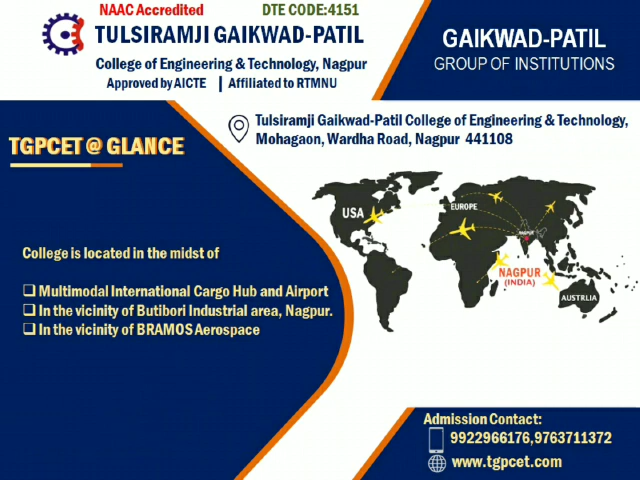 NAAC Accredited
DTE CODE:4151
TULSIRAMJI GAIKWAD-PATIL
College of Engineering & Technology, Nagpur
Approved by AICTE | Affiliated to RTMNU
GAIKWAD-PATIL
GROUP OF INSTITUTIONS
Tulsiramji Gaikwad-Patil College of Engineering & Technology,
Mohagaon, Wardha Road, Nagpur 441108
TGPCET @ GLANCE
College is located in the midst of
❑ Multimodal International Cargo Hub and Airport
❑ In the vicinity of Butibori Industrial area, Nagpur.
❑ In the vicinity of BRAMOS Aerospace
USA
EUROPE
NAGPUR
NAGPUR
(INDIA)
AUSTRLIA
Admission Contact:
9922966176,9763711372
www.tgpcet.com